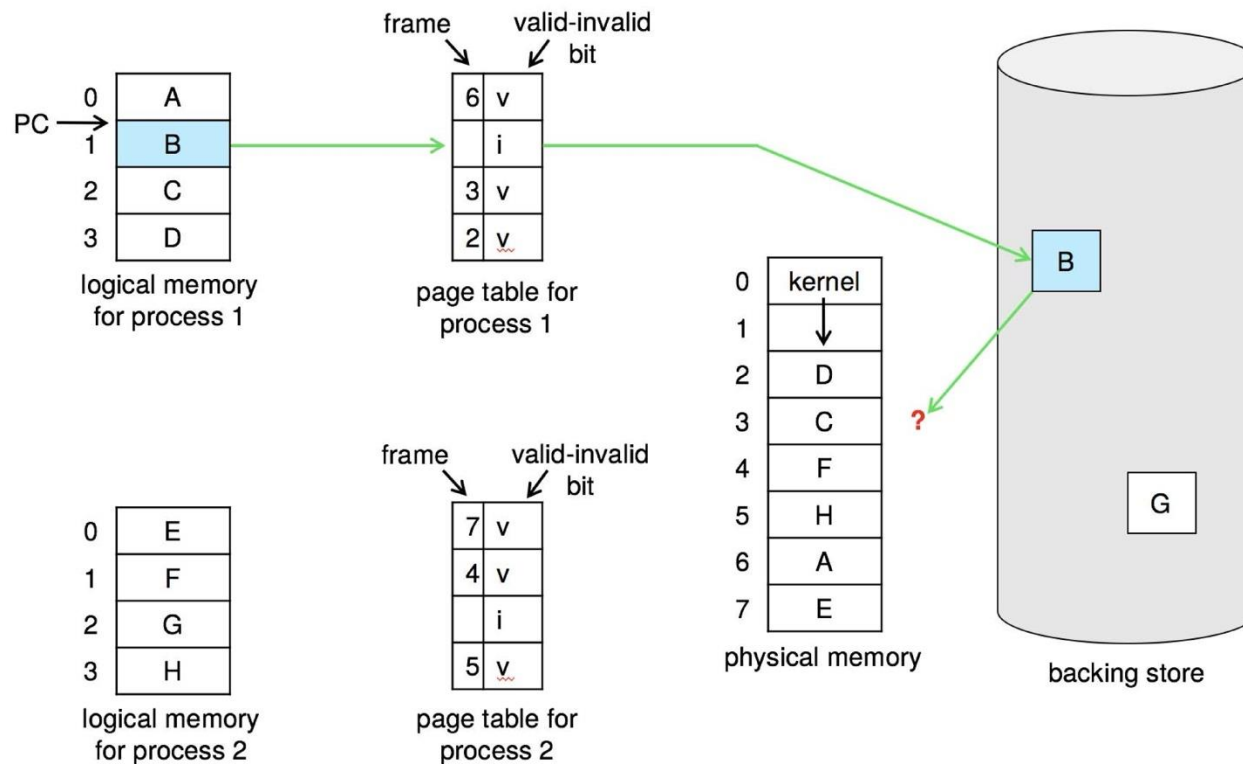 frame
valid-invalid
bit
PC
0 A
1 B
2 C
3 D
logical memory
for process 1
6 v
i
3 v
2 v
page table for
process 1
0 E
1 F
2 G
3 H
logical memory
for process 2
frame
valid-invalid
bit
7 v
4 v
i
5 v
page table for
process 2
0 kernel
1
2 D
3 C
4 F
5 H
6 A
7 E
physical memory
?
B
G
backing store